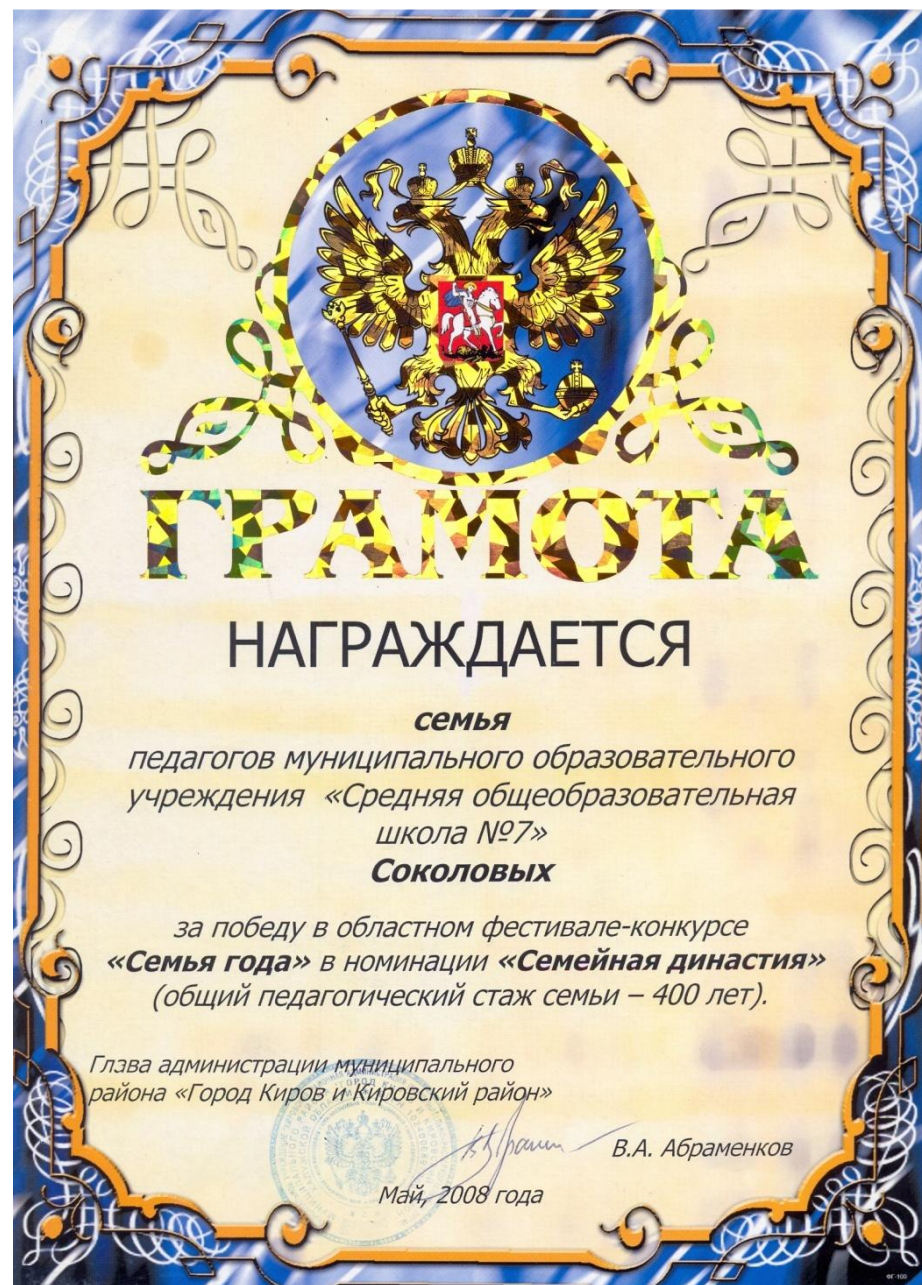 ГРАМОТА
НАГРАЖДАЕТСЯ
семья
педагогов муниципального образовательного
учреждения «Средняя общеобразовательная
школа №7»
Соколовых
за победу в областном фестивале-конкурсе
«Семья года» в номинации «Семейная династия»
(общий педагогический стаж семьи – 400 лет).
Глава администрации муниципального
района «Город Киров и Кировский район»
В.А. Абраменков
Май, 2008 года